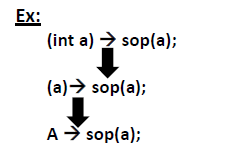 Ex:
(int a) → sop(a);
(a)→ sop(a);
A → sop(a);